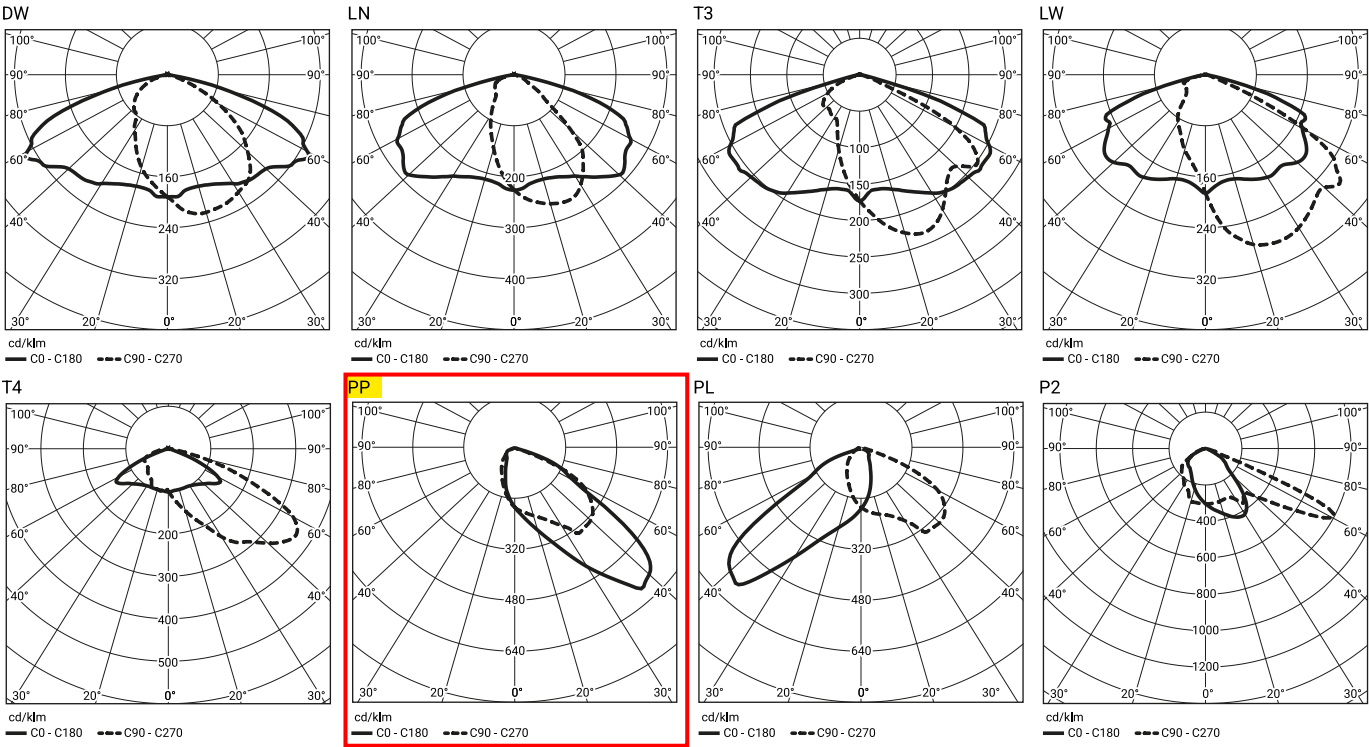 DW
100° 100°
90° 90°
80° 80°
60° 60°
160
40° 240 40°
320
30° 20° 0° 20° 30°
cd/klm
C0 - C180 C90 - C270
LN
100° 100°
90° 90°
80° 80°
60° 60°
200
40° 300 40°
400
30° 20° 0° 20° 30°
cd/klm
C0 - C180 C90 - C270
T3
100° 100°
90° 90°
80° 80°
100
60° 60°
150
40° 200 40°
250
300
30° 20° 0° 20° 30°
cd/klm
C0 - C180 C90 - C270
LW
100° 100°
90° 90°
80° 80°
60° 60°
160
40° 240 40°
320
30° 20° 0° 20° 30°
cd/klm
C0 - C180 C90 - C270
T4
100° 100°
90° 90°
80° 80°
60° 200 60°
300
40° 40°
400
500
30° 20° 0° 20° 30°
cd/klm
C0 - C180 C90 - C270
PP
100° 100°
90° 90°
80° 80°
60° 60°
320
40° 480 40°
640
30° 20° 0° 20° 30°
cd/klm
C0 - C180 C90 - C270
PL
100° 100°
90° 90°
80° 80°
60° 60°
320
40° 480 40°
640
30° 20° 0° 20° 30°
cd/klm
C0 - C180 C90 - C270
P2
100° 100°
90° 90°
80° 80°
400
60° 60°
600
40° 800 40°
1000
1200
30° 20° 0° 20° 30°
cd/klm
C0 - C180 C90 - C270